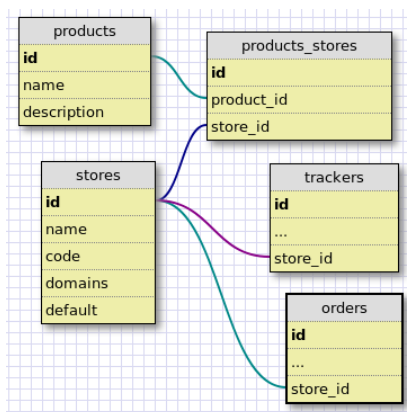 products
id
name
description
products_stores
id
product_id
store_id
stores
id
name
code
domains
default
trackers
id
...
store_id
orders
id
...
store_id